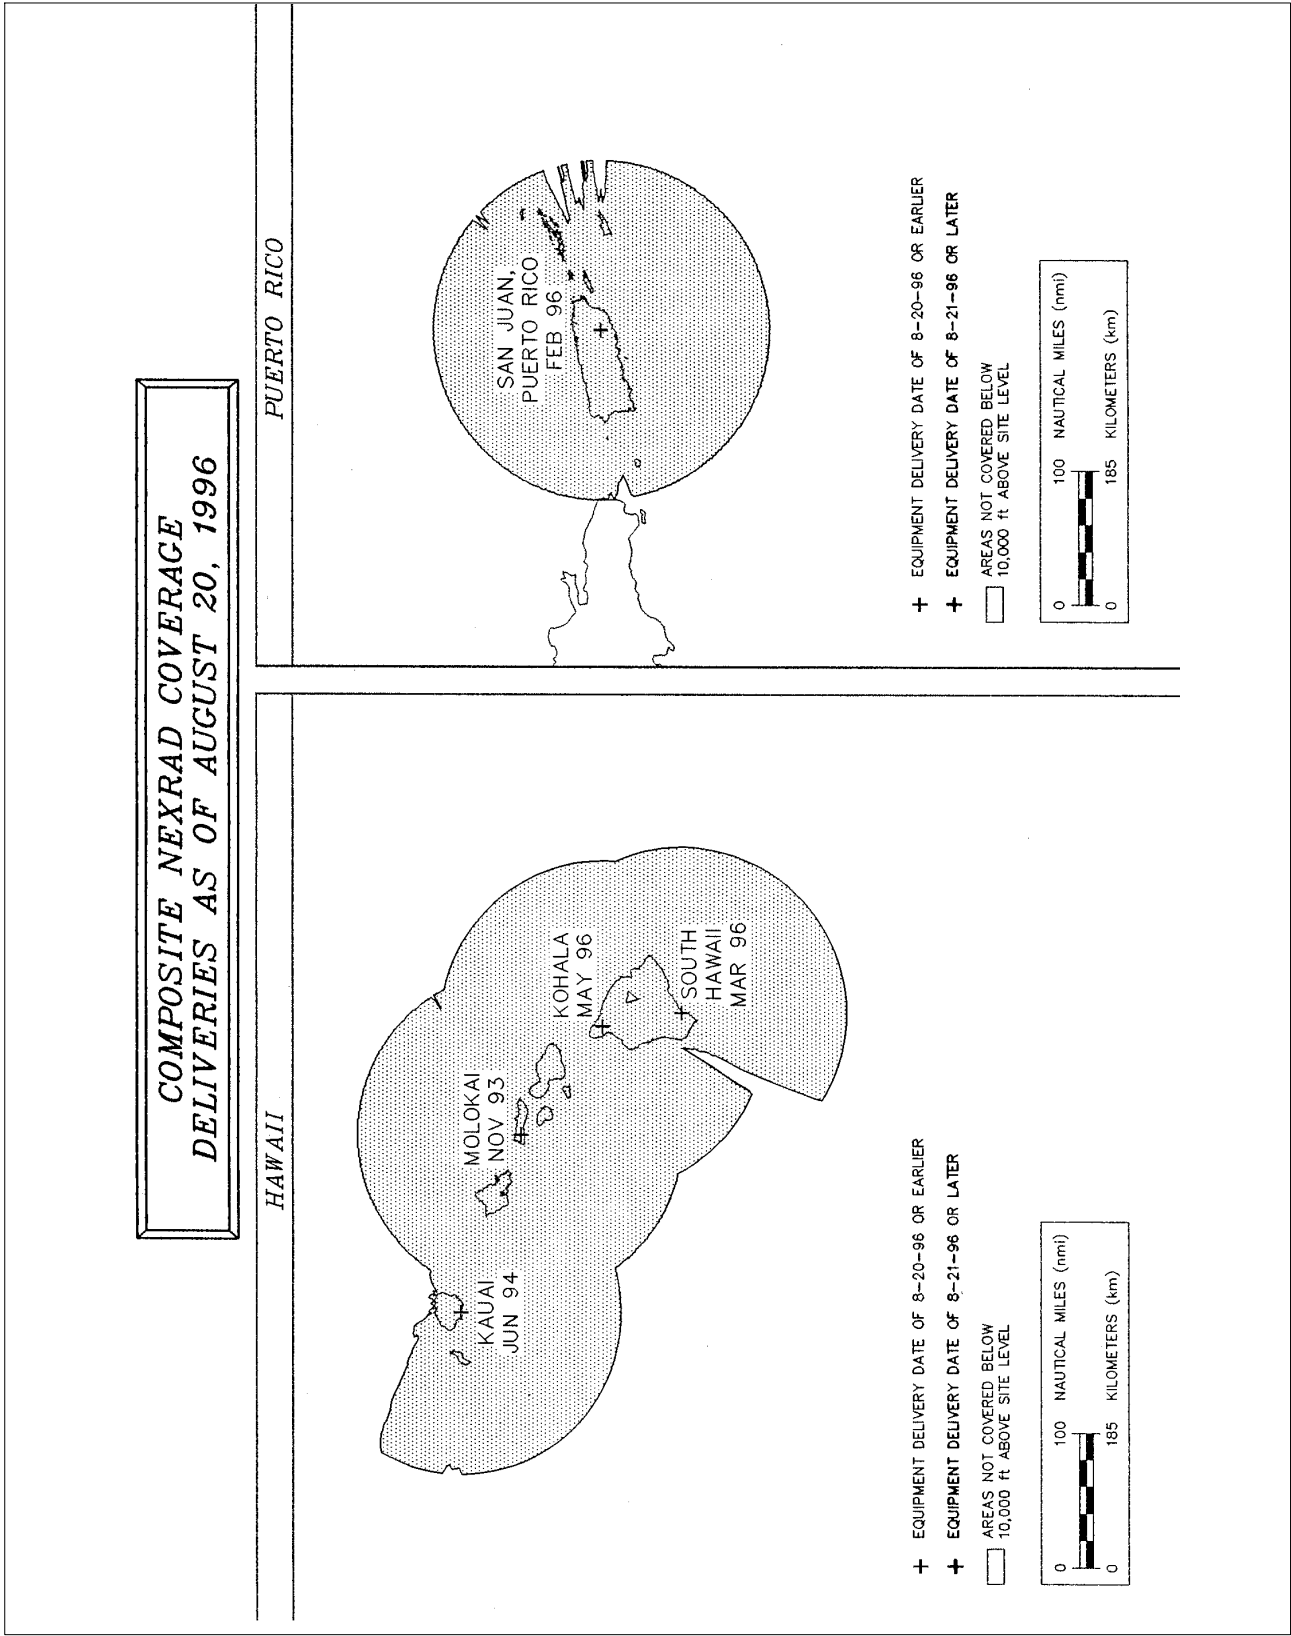 COMPOSITE NEXRAD COVERAGE
DELIVERIES AS OF AUGUST 20, 1996
HAWAII
KAUAI
JUN 94
MOLOKAI
NOV 93
KOHALA
MAY 96
SOUTH
HAWAII
MAR 96
+ EQUIPMENT DELIVERY DATE OF 8-20-96 OR EARLIER
+ EQUIPMENT DELIVERY DATE OF 8-21-96 OR LATER
AREAS NOT COVERED BELOW
10,000 ft ABOVE SITE LEVEL
0 100 NAUTICAL MILES (nmi)
0 185 KILOMETERS (km)
PUERTO RICO
SAN JUAN,
PUERTO RICO
FEB 96
+ EQUIPMENT DELIVERY DATE OF 8-20-96 OR EARLIER
+ EQUIPMENT DELIVERY DATE OF 8-21-96 OR LATER
AREAS NOT COVERED BELOW
10,000 ft ABOVE SITE LEVEL
0 100 NAUTICAL MILES (nmi)
0 185 KILOMETERS (km)